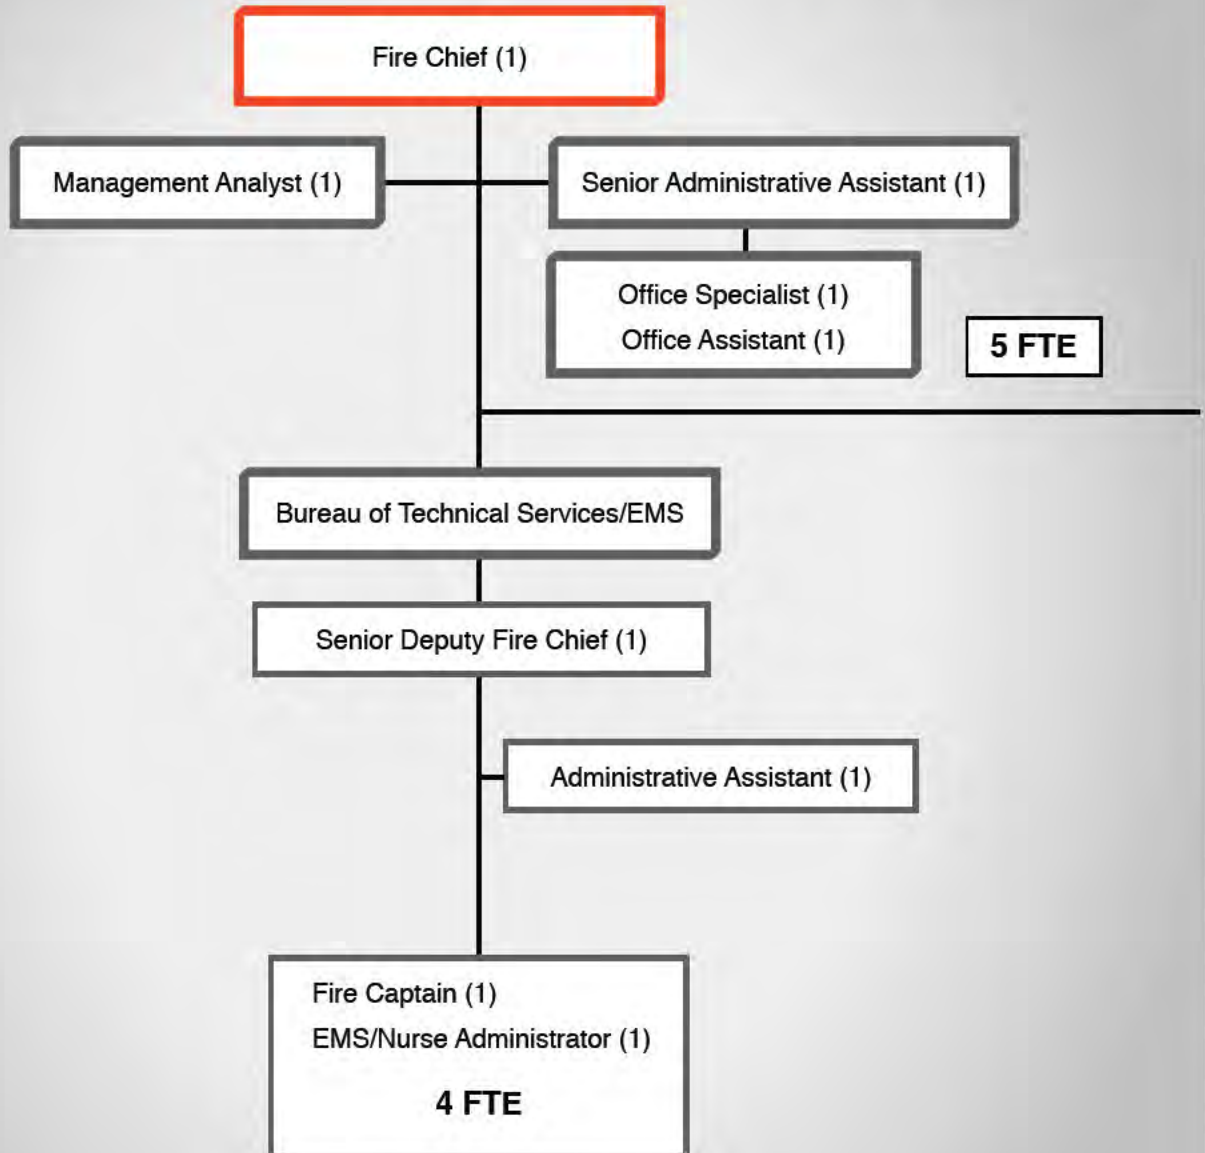 Fire Chief (1)
Management Analyst (1)
Senior Administrative Assistant (1)
Office Specialist (1)
Office Assistant (1)
5 FTE
Bureau of Technical Services/EMS
Senior Deputy Fire Chief (1)
Administrative Assistant (1)
Fire Captain (1)
EMS/Nurse Administrator (1)
4 FTE